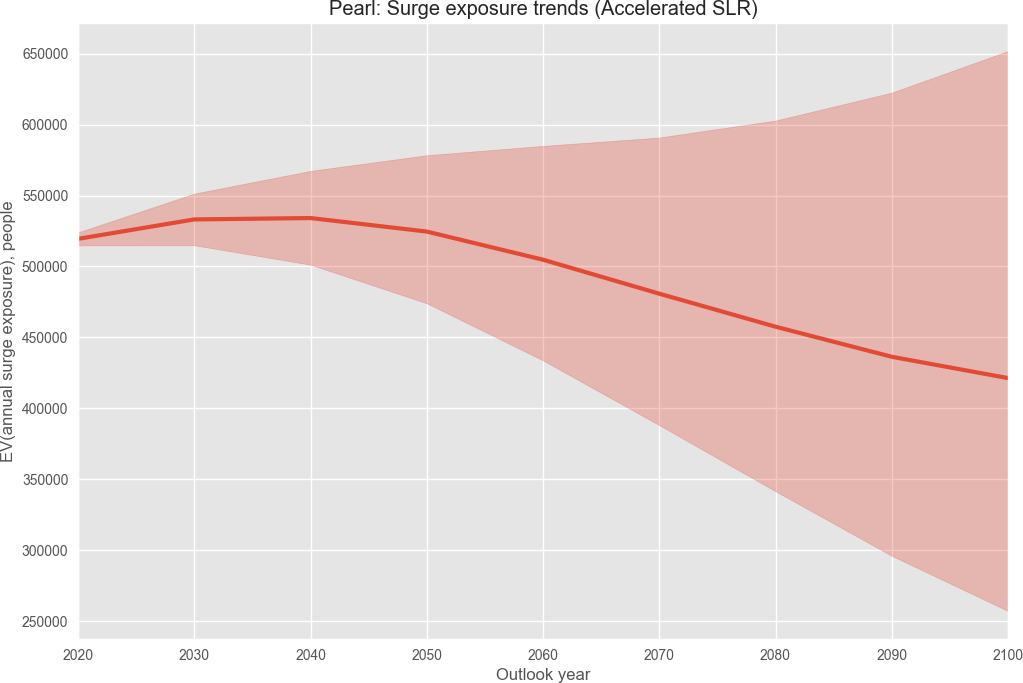 Pearl: Surge exposure trends (Accelerated SLR)
EV(annual surge exposure), people
650000
600000
550000
500000
450000
400000
350000
300000
250000
2020 2030 2040 2050 2060 2070 2080 2090 2100
Outlook year